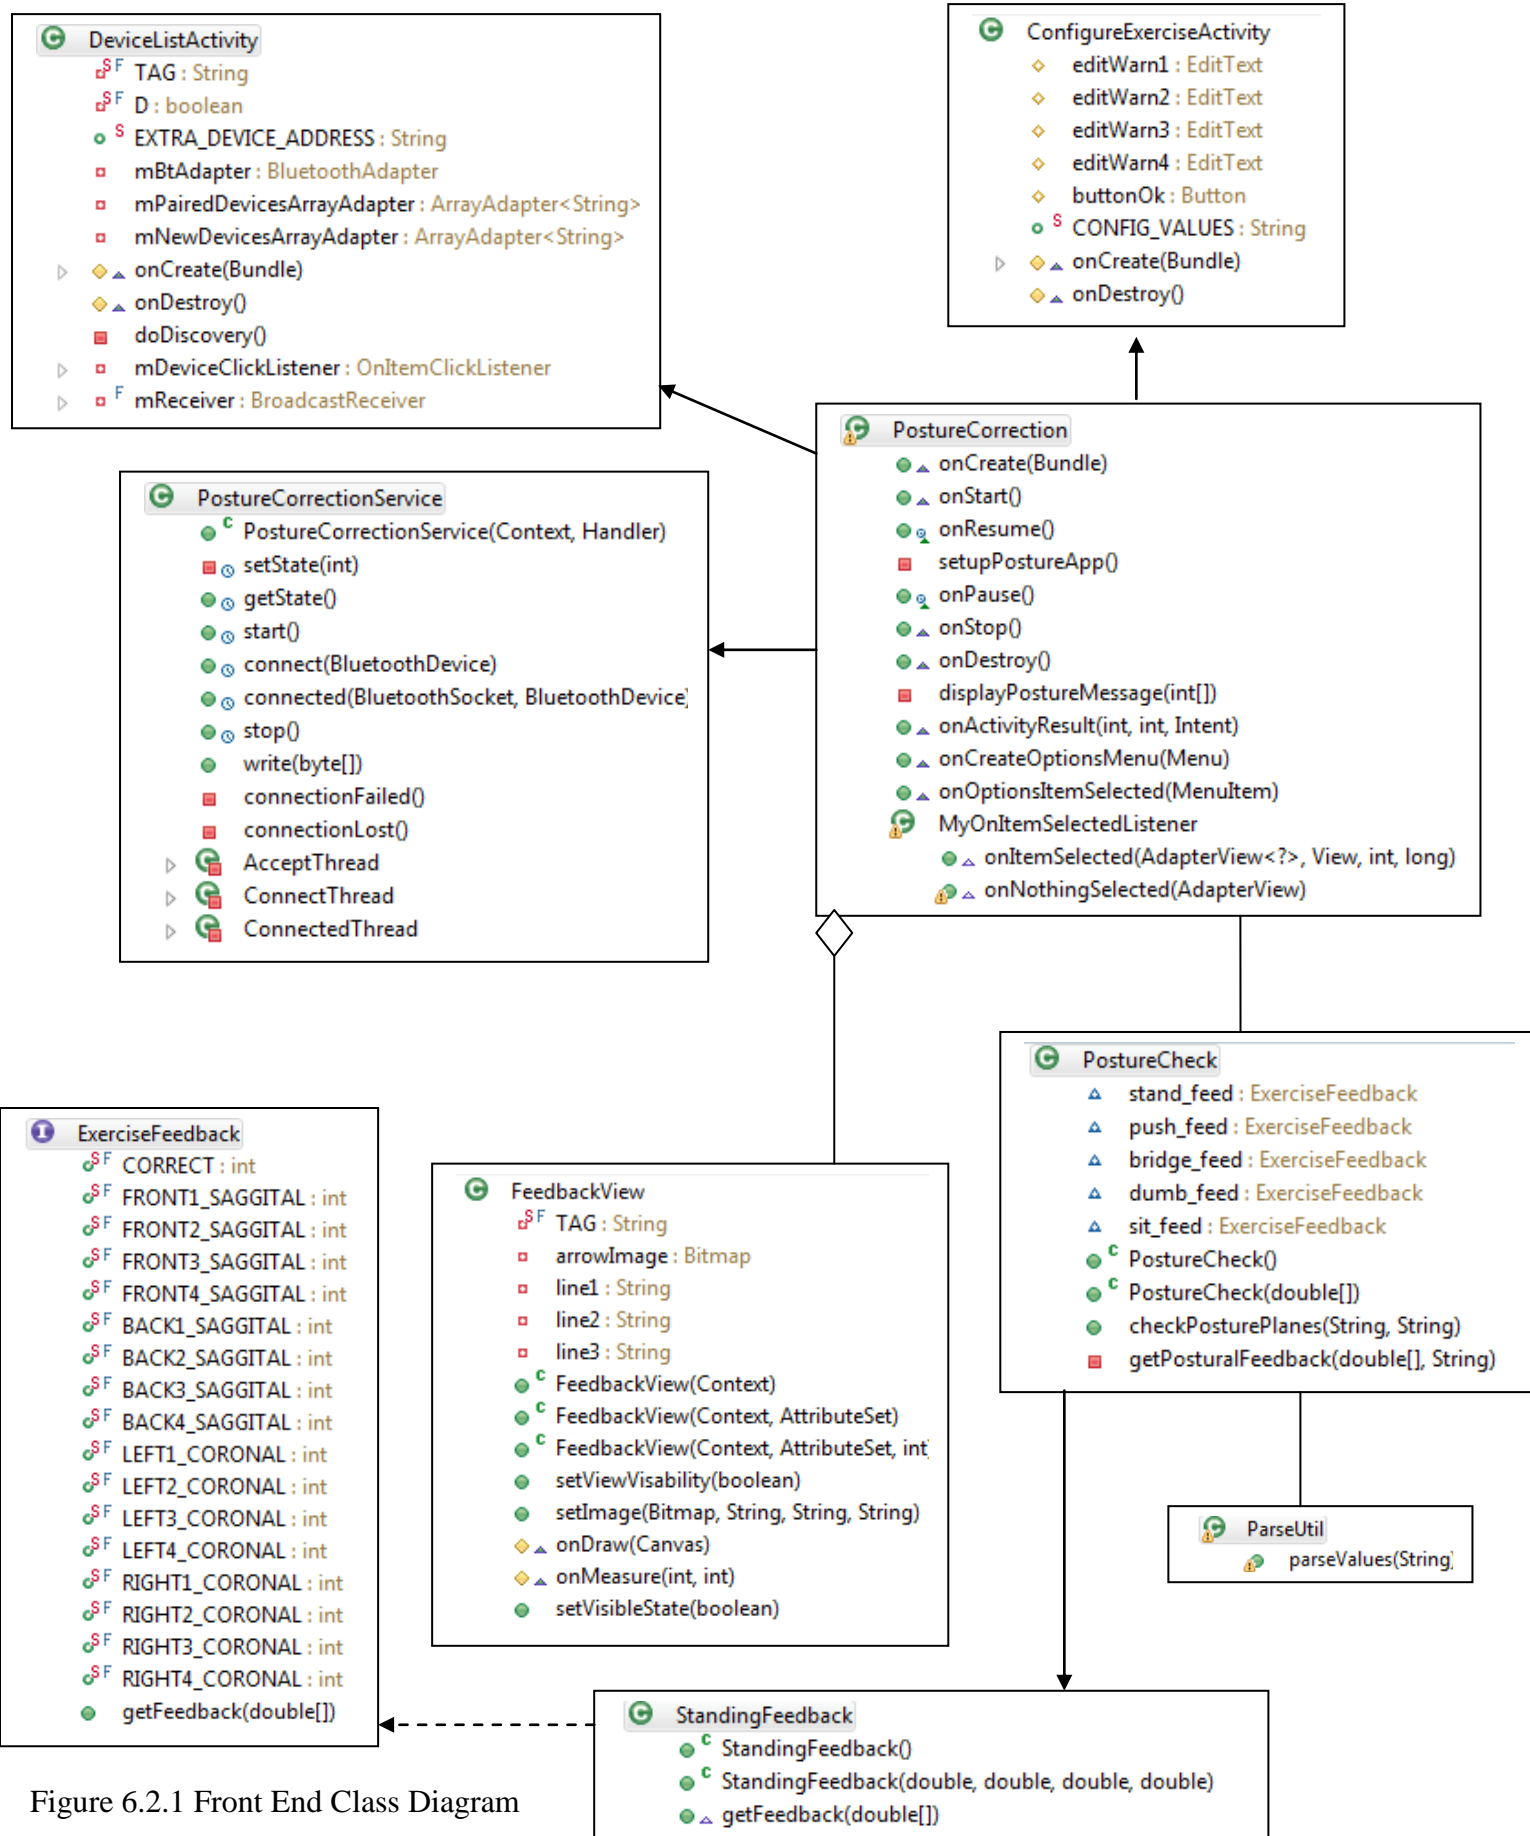 DeviceListActivity
S F TAG : String
S F D : boolean
S EXTRA_DEVICE_ADDRESS : String
mBtAdapter : BluetoothAdapter
mPairedDevicesArrayAdapter : ArrayAdapter<String>
mNewDevicesArrayAdapter : ArrayAdapter<String>
onCreate(Bundle)
onDestroy()
doDiscovery()
mDeviceClickListener : OnItemClickListener
F mReceiver : BroadcastReceiver
C ConfigureExerciseActivity
editWarn1 : EditText
editWarn2 : EditText
editWarn3 : EditText
editWarn4 : EditText
buttonOk : Button
S CONFIG_VALUES : String
onCreate(Bundle)
onDestroy()
PostureCorrectionService
C PostureCorrectionService(Context, Handler)
setState(int)
getState()
start()
connect(BluetoothDevice)
connected(BluetoothSocket, BluetoothDevice)
stop()
write(byte[])
connectionFailed()
connectionLost()
AcceptThread
ConnectThread
ConnectedThread
PostureCorrection
onCreate(Bundle)
onStart()
onResume()
setupPostureApp()
onPause()
onStop()
onDestroy()
displayPostureMessage(int[])
onActivityResult(int, int, Intent)
onCreateOptionsMenu(Menu)
onOptionsItemSelected(MenuItem)
MyOnItemSelectedListener
onItemSelected(AdapterView<?>, View, int, long)
onNothingSelected(AdapterView)
PostureCheck
stand_feed : ExerciseFeedback
push_feed : ExerciseFeedback
bridge_feed : ExerciseFeedback
dumb_feed : ExerciseFeedback
sit_feed : ExerciseFeedback
C PostureCheck()
C PostureCheck(double[])
checkPosturePlanes(String, String)
getPosturalFeedback(double[], String)
I ExerciseFeedback
S F CORRECT : int
S F FRONT1_SAGGITAL : int
S F FRONT2_SAGGITAL : int
S F FRONT3_SAGGITAL : int
S F FRONT4_SAGGITAL : int
S F BACK1_SAGGITAL : int
S F BACK2_SAGGITAL : int
S F BACK3_SAGGITAL : int
S F BACK4_SAGGITAL : int
S F LEFT1_CORONAL : int
S F LEFT2_CORONAL : int
S F LEFT3_CORONAL : int
S F LEFT4_CORONAL : int
S F RIGHT1_CORONAL : int
S F RIGHT2_CORONAL : int
S F RIGHT3_CORONAL : int
S F RIGHT4_CORONAL : int
getFeedback(double[])
FeedbackView
S F TAG : String
arrowImage : Bitmap
line1 : String
line2 : String
line3 : String
C FeedbackView(Context)
C FeedbackView(Context, AttributeSet)
C FeedbackView(Context, AttributeSet, int)
setViewVisability(boolean)
setImage(Bitmap, String, String, String)
onDraw(Canvas)
onMeasure(int, int)
setVisibleState(boolean)
ParseUtil
parseValues(String)
StandingFeedback
C StandingFeedback()
C StandingFeedback(double, double, double, double)
getFeedback(double[])
Figure 6.2.1 Front End Class Diagram